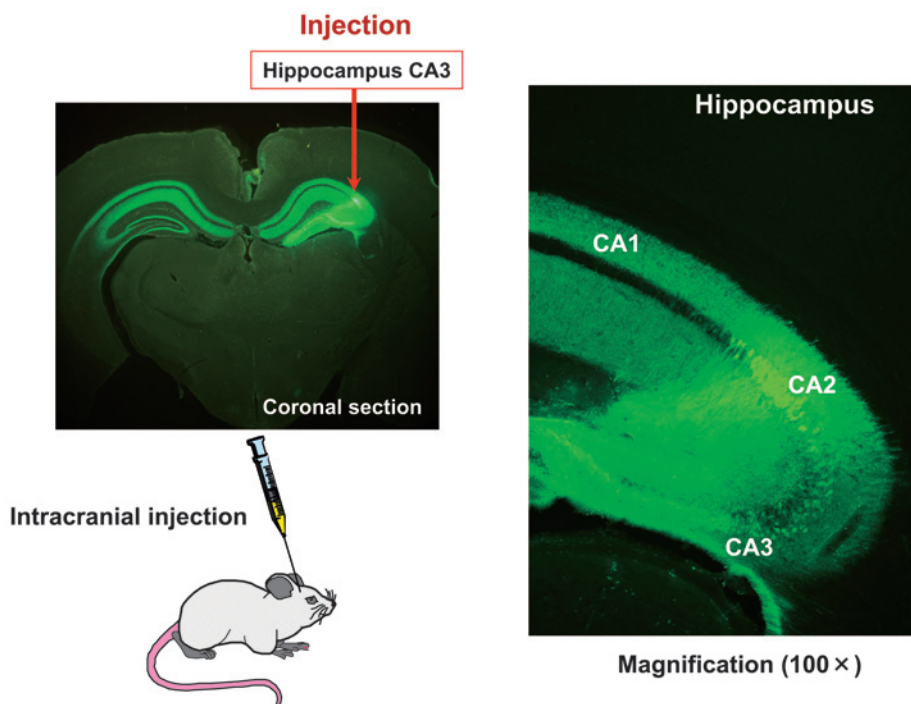 Injection
Hippocampus CA3
Coronal section
Intracranial injection
Hippocampus
CA1
CA2
CA3
Magnification (100 ×)